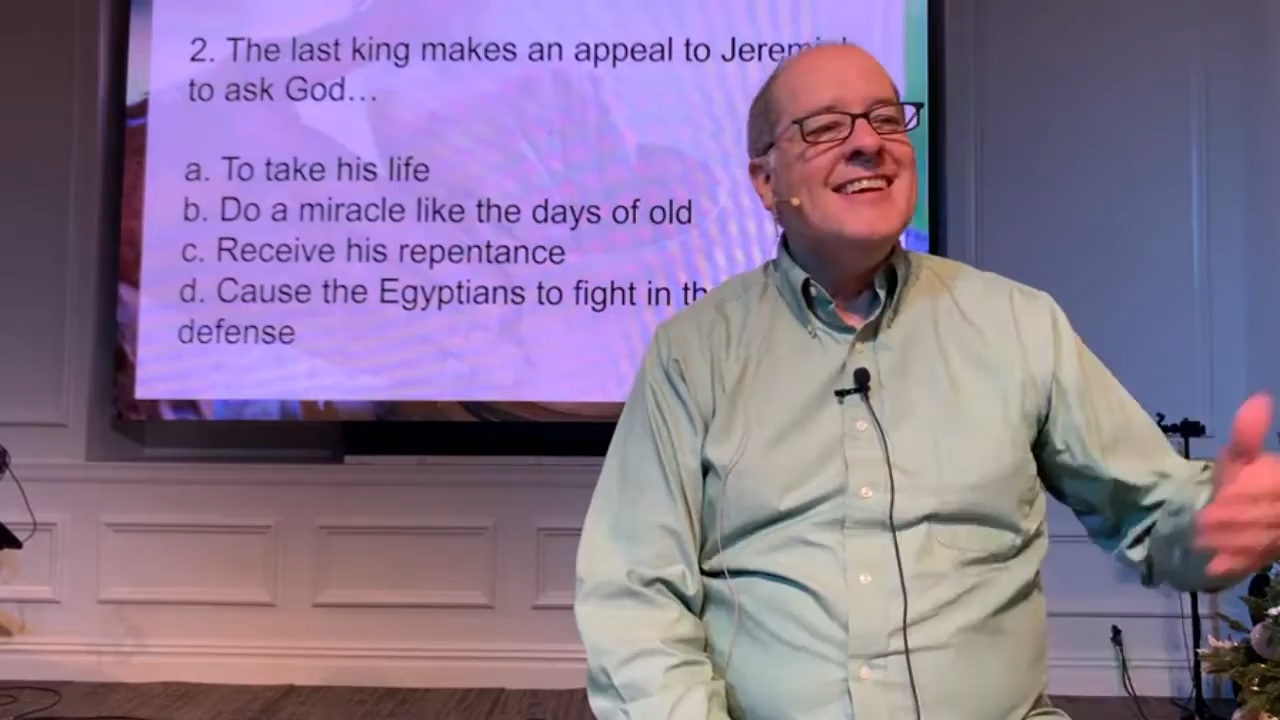 2. The last king makes an appeal to
to ask God…
a. To take his life
b. Do a miracle like the days of old
c. Receive his repentance
d. Cause the Egyptians to fight in
defense